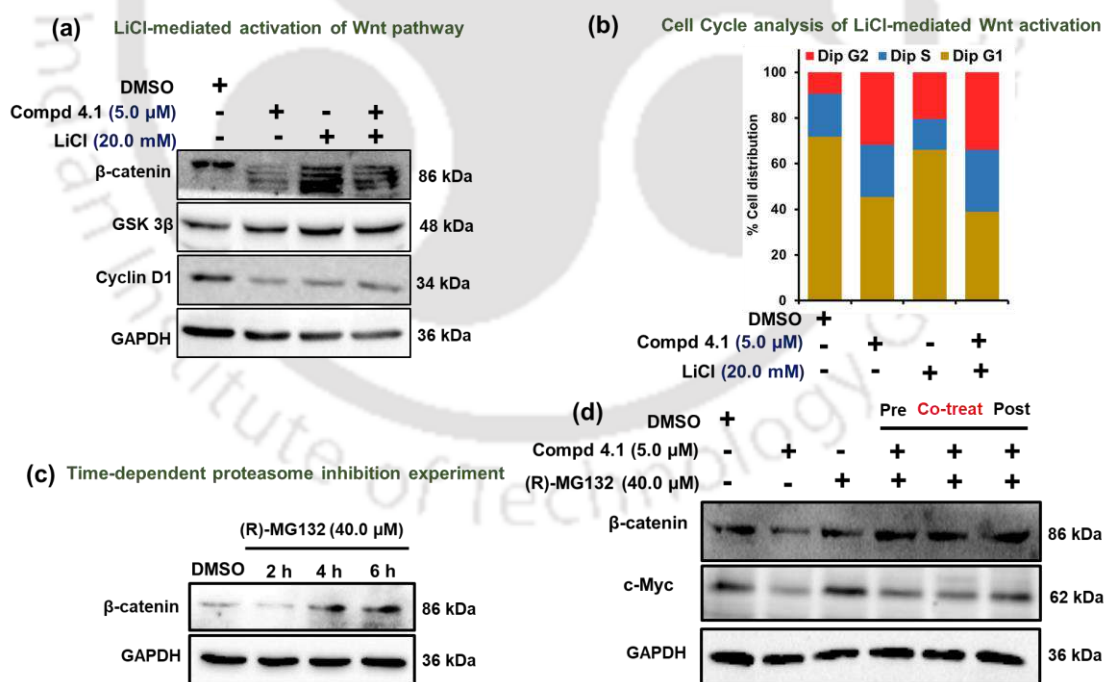 (a) LiCl-mediated activation of Wnt pathway
DMSO + - - -
Compd 4.1 (5.0 µM) - + - +
LiCl (20.0 mM) - - + +
β-catenin 86 kDa
GSK 3β 48 kDa
Cyclin D1 34 kDa
GAPDH 36 kDa
(b) Cell Cycle analysis of LiCl-mediated Wnt activation
Dip G2 Dip S Dip G1
% Cell distribution
100
80
60
40
20
0
DMSO + - - -
Compd 4.1 (5.0 µM) - + - +
LiCl (20.0 mM) - - + +
(c) Time-dependent proteasome inhibition experiment
(R)-MG132 (40.0 µM)
DMSO 2 h 4 h 6 h
β-catenin 86 kDa
GAPDH 36 kDa
(d)
Pre Co-treat Post
DMSO + - - - - -
Compd 4.1 (5.0 µM) - + - + + +
(R)-MG132 (40.0 µM) - - + + + +
β-catenin 86 kDa
c-Myc 62 kDa
GAPDH 36 kDa
Indian Institute of Technology G